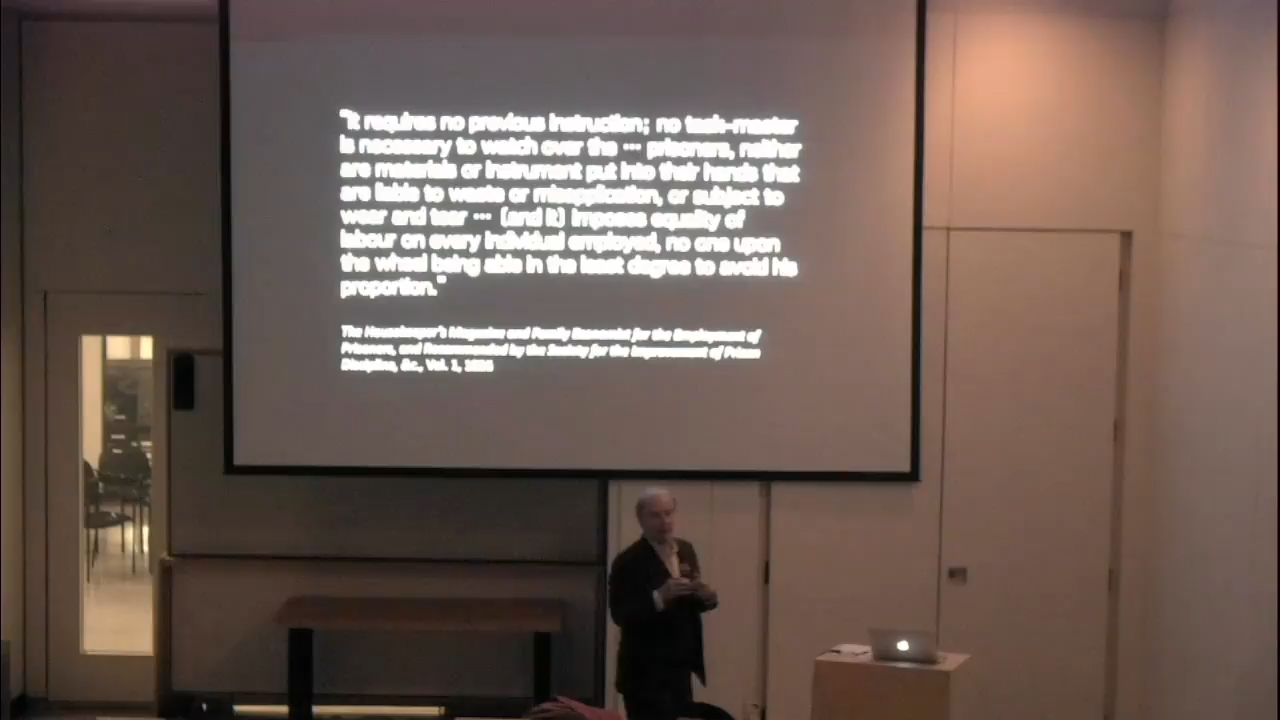 "It requires no previous instruction; no task-master
is necessary to watch over the ... prisoners, neither
are materials or instrument put into their hands that
are liable to waste or misapplication, or subject to
wear and tear ... (and it) imposes equality of
labour on every individual employed, no one upon
the wheel being able in the least degree to avoid his
proportion."
The Housekeeper's Magazine and Family Economist for the Employment of
Prisoners, and Recommended by the Society for the Improvement of Prison
Discipline, &c., Vol. 1,